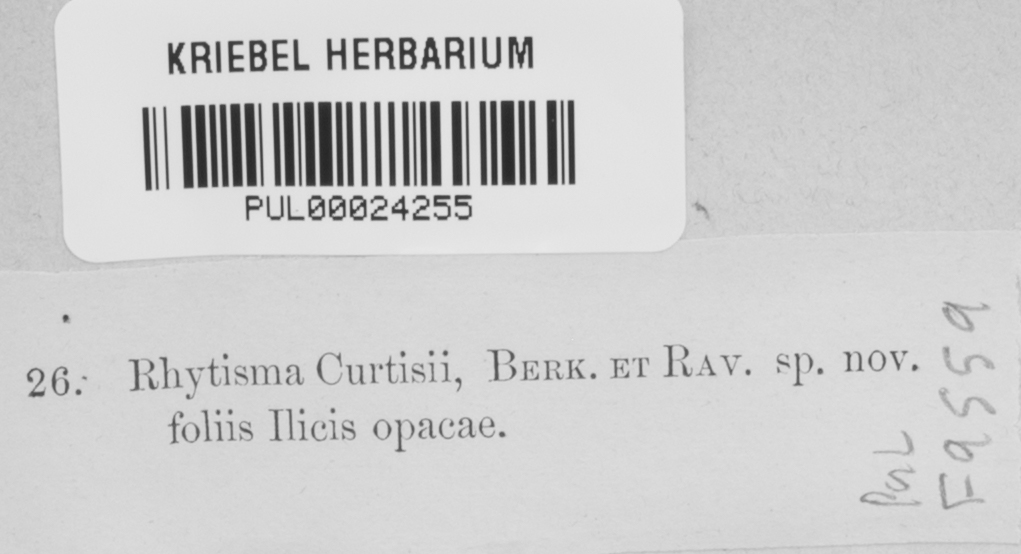 KRIEBEL HERBARIUM
PUL00024255
26. Rhytisma Curtisii, BERK. ET RAV. sp. nov.
foliis Ilicis opacae.
PUL
F9559